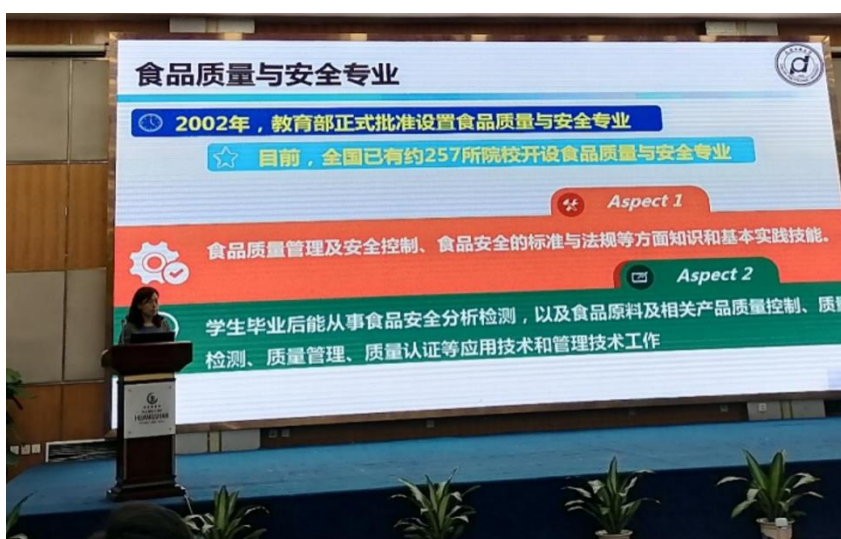 食品质量与安全专业
2002年，教育部正式批准设置食品质量与安全专业
目前，全国已有约257所院校开设食品质量与安全专业
Aspect 1
食品质量管理及安全控制、食品安全的标准与法规等方面知识和基本实践技能。
Aspect 2
学生毕业后能从事食品安全分析检测，以及食品原料及相关产品质量控制、质量
检测、质量管理、质量认证等应用技术和管理技术工作
HUANGSHAN